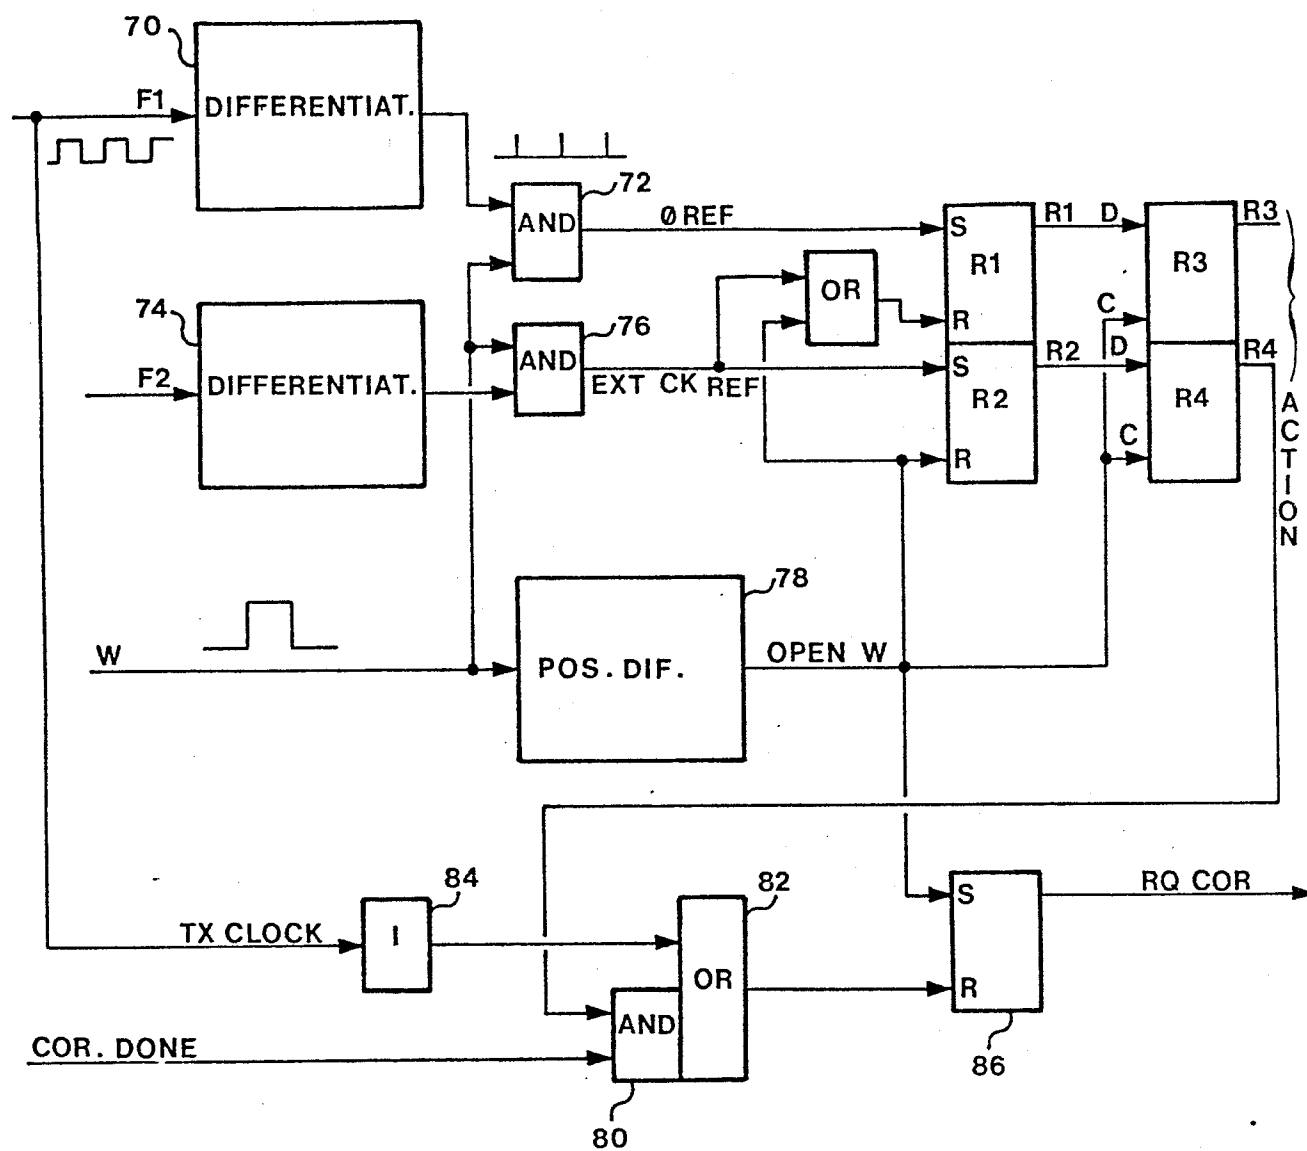 70
F1
DIFFERENTIAT.
72
AND
Ø REF
S
R1
R
R1 D
R3
R3
C
OR
74
F2
DIFFERENTIAT.
76
AND
EXT CK REF
S
R2
R
R2 D
R4
R4
C
ACTION
W
78
POS. DIF.
OPEN W
84
TX CLOCK
I
82
OR
S
R
RQ COR
86
AND
COR. DONE
80